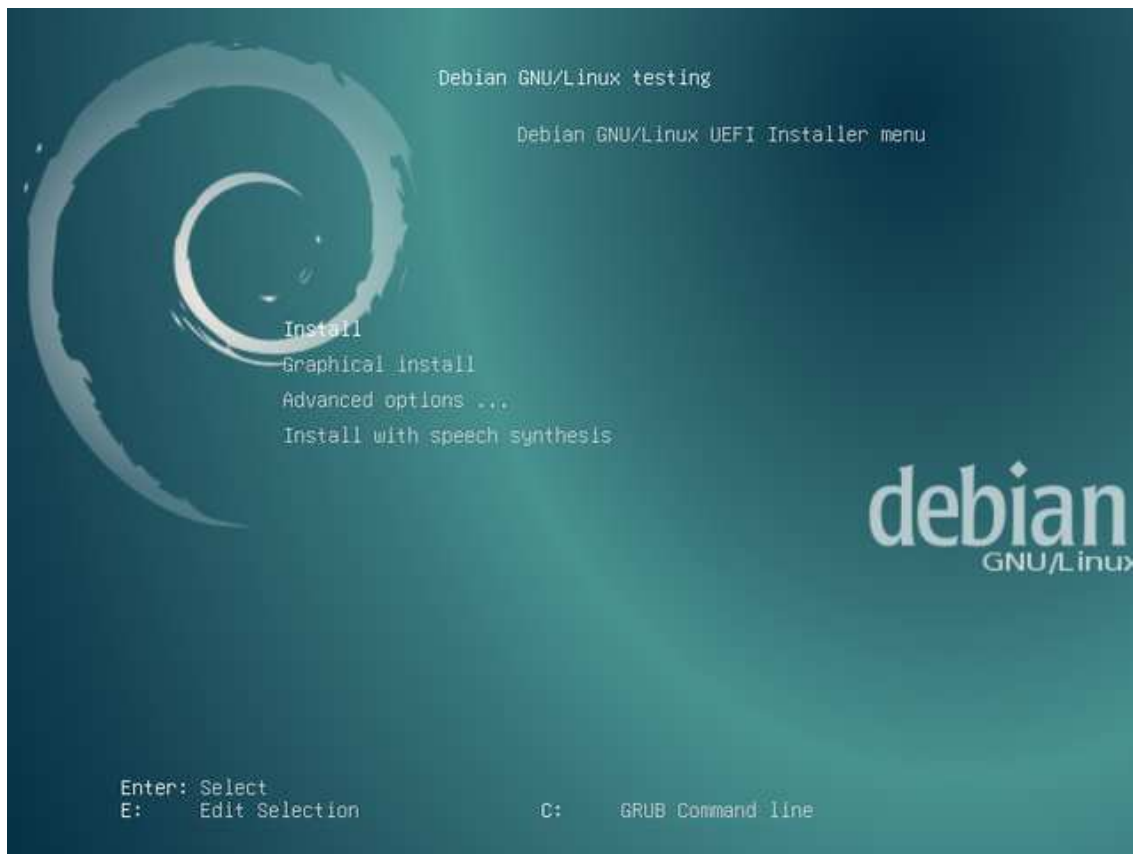 Debian GNU/Linux testing
Debian GNU/Linux UEFI Installer menu
Install
Graphical install
Advanced options ...
Install with speech synthesis
debian
GNU/Linux
Enter: Select
E: Edit Selection C: GRUB Command line